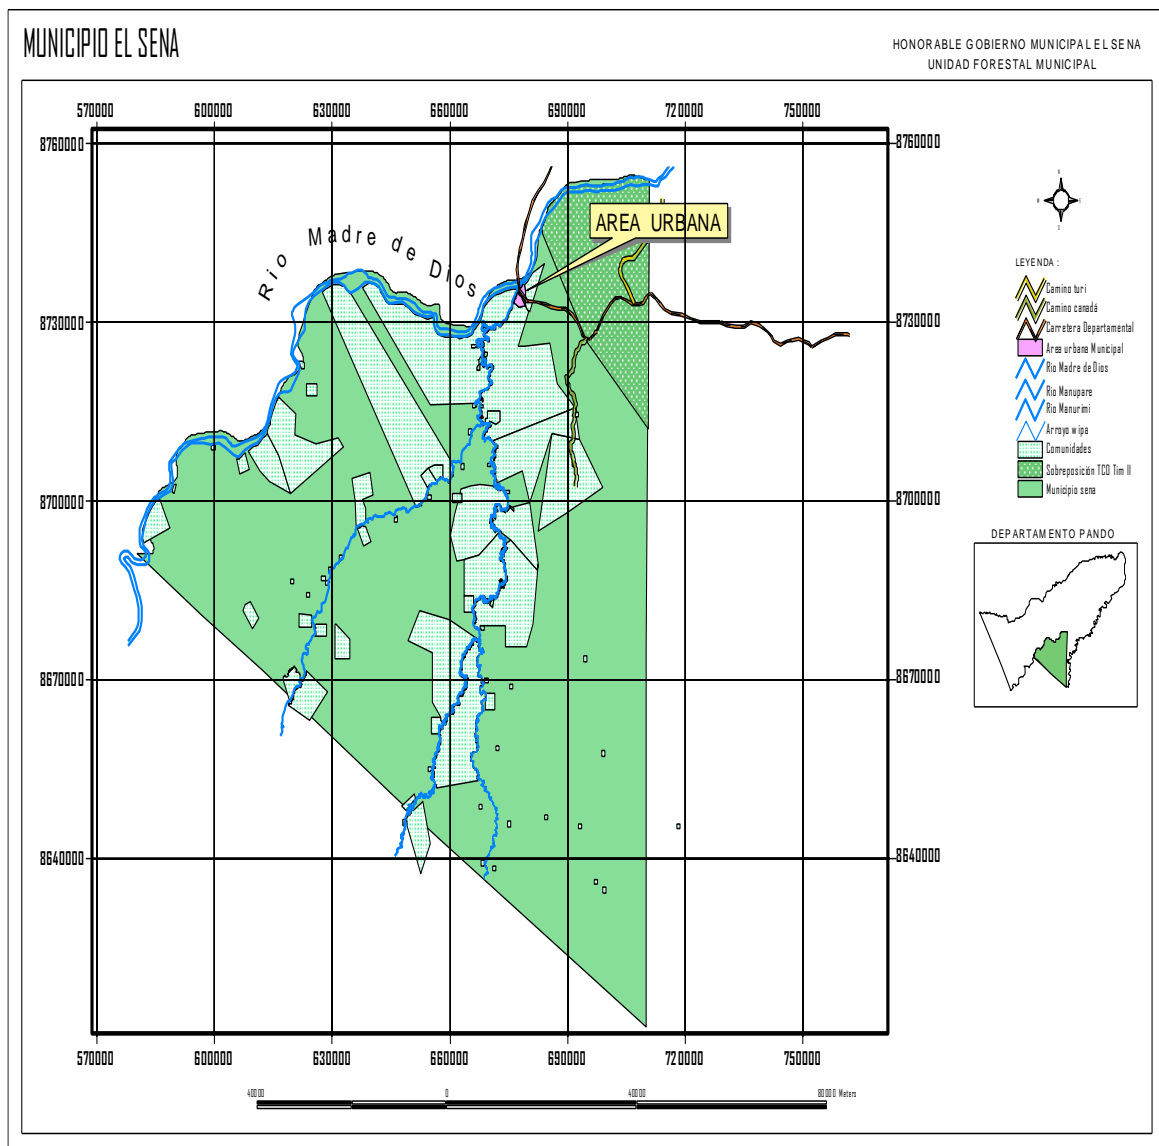 MUNICIPIO EL SENA
HONORABLE GOBIERNO MUNICIPAL EL SENA
UNIDAD FORESTAL MUNICIPAL
570000 600000 630000 660000 690000 720000 750000
8760000 8760000
Rio Madre de Dios
AREA URBANA
8730000 8730000
8700000 8700000
8670000 8670000
8640000 8640000
570000 600000 630000 660000 690000 720000 750000
40000 0 40000 80000 Meters
LEYENDA :
Camino turi
Camino canadá
Carretera Departamental
Area urbana Municipal
Rio Madre de Dios
Rio Manupare
Rio Manurimi
Arroyo wipa
Comunidades
Sobreposición TCO Tim II
Municipio sena
DEPARTAMENTO PANDO